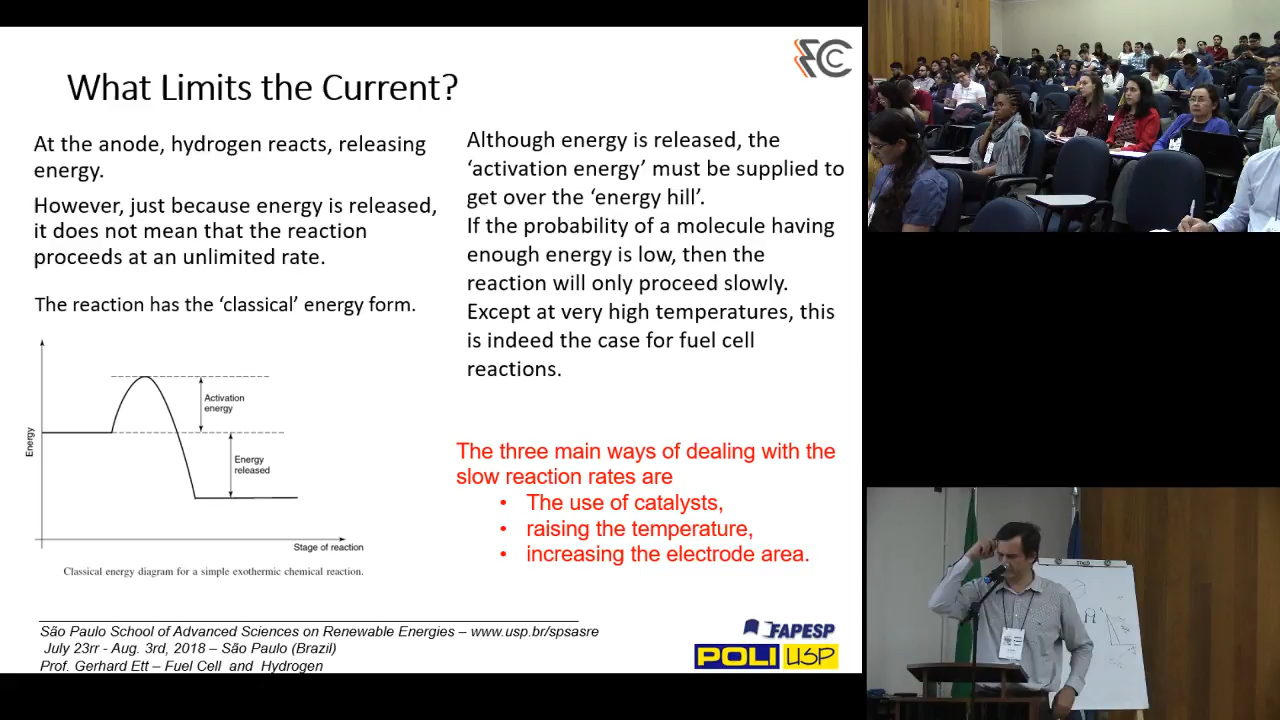 What Limits the Current?
At the anode, hydrogen reacts, releasing
energy.
However, just because energy is released,
it does not mean that the reaction
proceeds at an unlimited rate.
The reaction has the ‘classical’ energy form.
Activation
energy
Energy
released
Energy
Stage of reaction
Classical energy diagram for a simple exothermic chemical reaction.
Although energy is released, the
‘activation energy’ must be supplied to
get over the ‘energy hill’.
If the probability of a molecule having
enough energy is low, then the
reaction will only proceed slowly.
Except at very high temperatures, this
is indeed the case for fuel cell
reactions.
The three main ways of dealing with the
slow reaction rates are
• The use of catalysts,
• raising the temperature,
• increasing the electrode area.
São Paulo School of Advanced Sciences on Renewable Energies – www.usp.br/spsasre
July 23rr - Aug. 3rd, 2018 – São Paulo (Brazil)
Prof. Gerhard Ett – Fuel Cell and Hydrogen
FAPESP
POLI USP